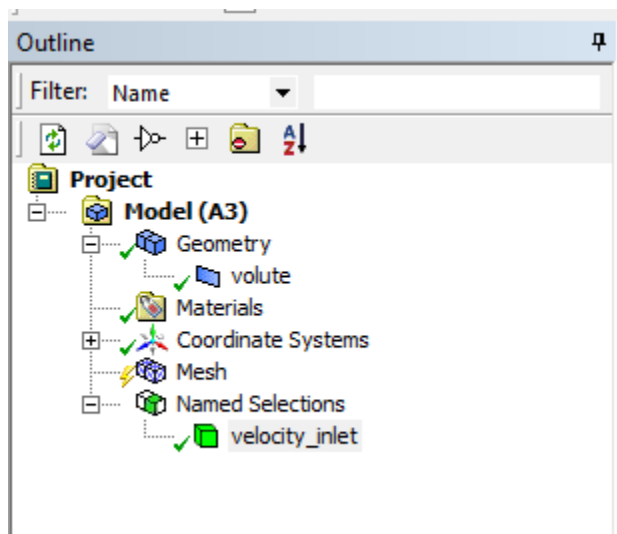 Outline
Filter: Name
A
Z
Project
Model (A3)
Geometry
volute
Materials
Coordinate Systems
Mesh
Named Selections
velocity_inlet